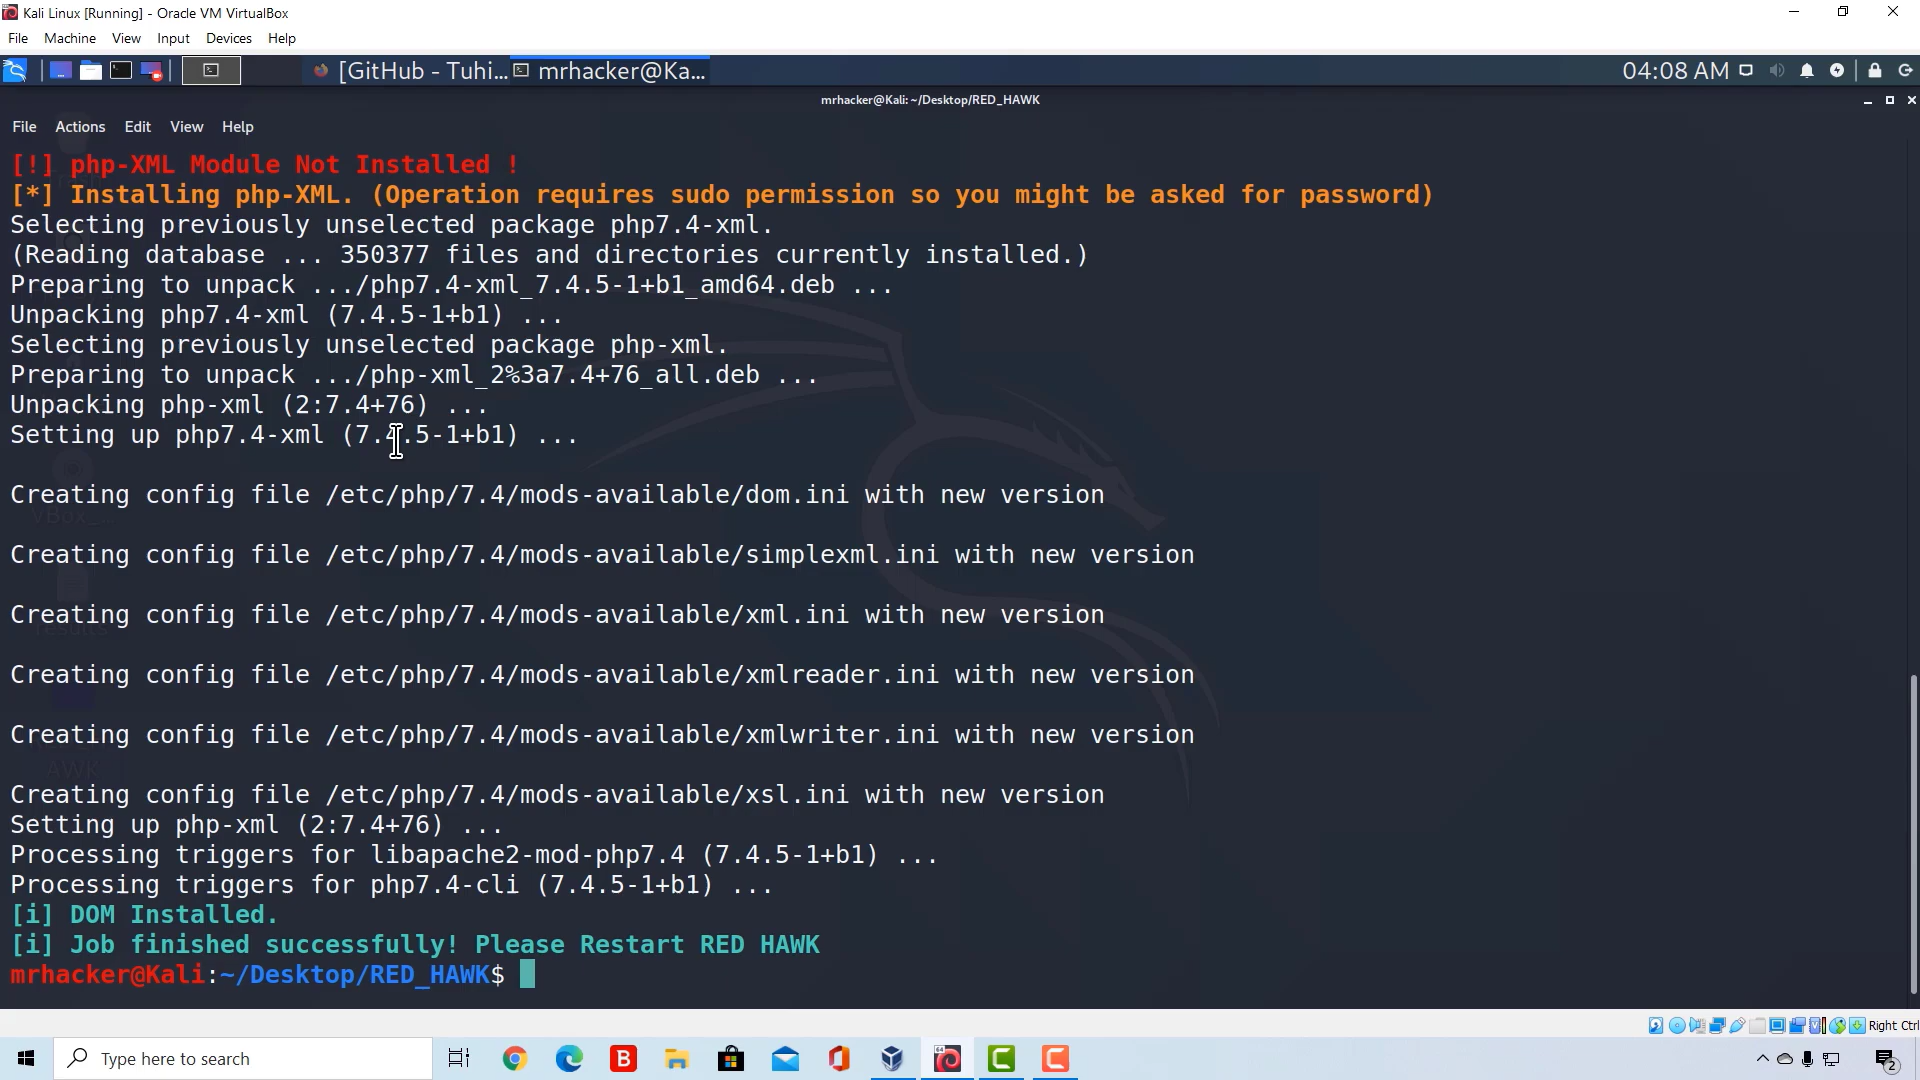 Kali Linux [Running] - Oracle VM VirtualBox
File Machine View Input Devices Help
[GitHub - Tuhi... mrhacker@Ka... 04:08 AM
mrhacker@Kali: ~/Desktop/RED_HAWK
File Actions Edit View Help
[!] php-XML Module Not Installed !
[*] Installing php-XML. (Operation requires sudo permission so you might be asked for password)
Selecting previously unselected package php7.4-xml.
(Reading database ... 350377 files and directories currently installed.)
Preparing to unpack .../php7.4-xml_7.4.5-1+b1_amd64.deb ...
Unpacking php7.4-xml (7.4.5-1+b1) ...
Selecting previously unselected package php-xml.
Preparing to unpack .../php-xml_2%3a7.4+76_all.deb ...
Unpacking php-xml (2:7.4+76) ...
Setting up php7.4-xml (7.4.5-1+b1) ...
VBox_...
Creating config file /etc/php/7.4/mods-available/dom.ini with new version
Creating config file /etc/php/7.4/mods-available/simplexml.ini with new version
Creating config file /etc/php/7.4/mods-available/xml.ini with new version
results
Creating config file /etc/php/7.4/mods-available/xmlreader.ini with new version
Creating config file /etc/php/7.4/mods-available/xmlwriter.ini with new version
Creating config file /etc/php/7.4/mods-available/xsl.ini with new version
Setting up php-xml (2:7.4+76) ...
Processing triggers for libapache2-mod-php7.4 (7.4.5-1+b1) ...
Processing triggers for php7.4-cli (7.4.5-1+b1) ...
[i] DOM Installed.
[i] Job finished successfully! Please Restart RED HAWK
mrhacker@Kali:~/Desktop/RED_HAWK$
Right Ctrl
Type here to search
B
2